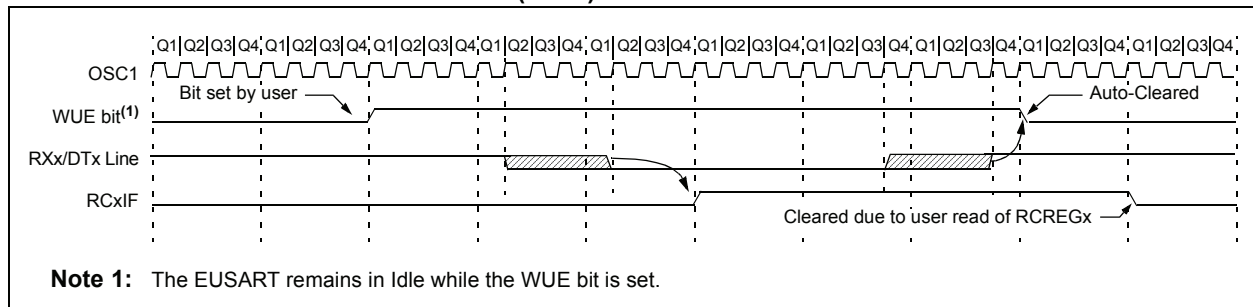 Q1 Q2 Q3 Q4 Q1 Q2 Q3 Q4 Q1 Q2 Q3 Q4 Q1 Q2 Q3 Q4 Q1 Q2 Q3 Q4 Q1 Q2 Q3 Q4 Q1 Q2 Q3 Q4 Q1 Q2 Q3 Q4 Q1 Q2 Q3 Q4 Q1 Q2 Q3 Q4
OSC1
Bit set by user
Auto-Cleared
WUE bit(1)
RXx/DTx Line
RCxIF
Cleared due to user read of RCREGx
Note 1: The EUSART remains in Idle while the WUE bit is set.